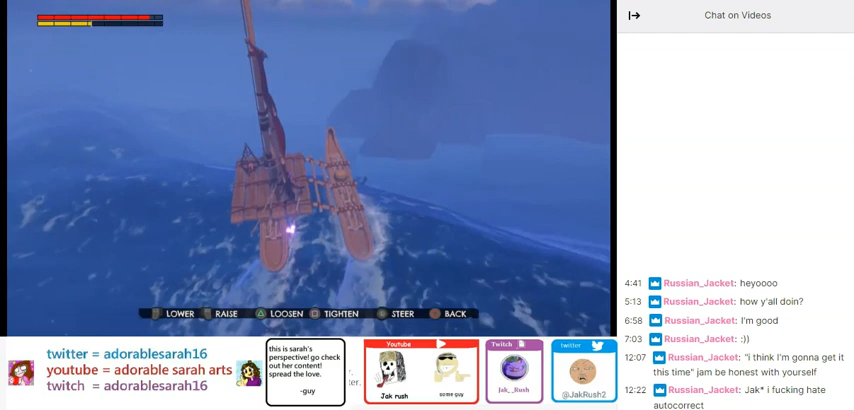 Chat on Videos
LOWER RAISE LOOSEN TIGHTEN STEER BACK
4:41 Russian_Jacket: heyoooo
5:13 Russian_Jacket: how y'all doin?
6:58 Russian_Jacket: I'm good
7:03 Russian_Jacket: :))
12:07 Russian_Jacket: "i think I'm gonna get it
this time" jam be honest with yourself
12:22 Russian_Jacket: Jak* i fucking hate
autocorrect
twitter = adorablesarah16
youtube = adorable sarah arts
twitch = adorablesarah16
this is sarah's
perspective! go check
out her content!
spread the love.
-guy
ter.
Youtube
Jak rush
some guy
Twitch
Jak_Rush
twitter
@JakRush2